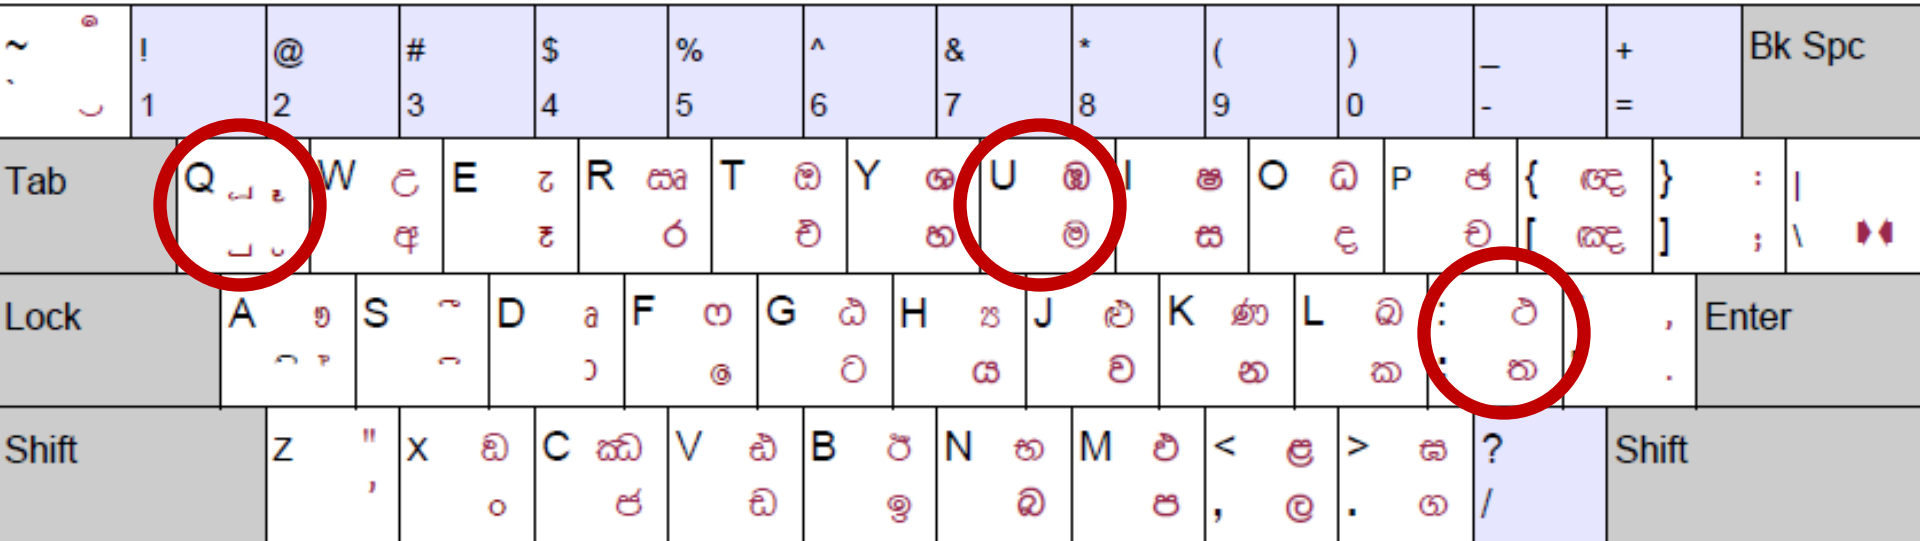 ~ ! @ # $ % ^ & * ( ) _ + Bk Spc
` 1 2 3 4 5 6 7 8 9 0 - =
Tab Q W උ E R ඍ T ඔ Y ශ U ඹ I ෂ O ධ P ඡ { ඥ } : |
අ ර එ හ ම ස ද ච [ ඤ ] ; \
Lock A S D F ෆ G ඨ H J ළු K ණ L ඛ : ථ , Enter
ට ය ව න ක ; ත .
Shift Z " X ඞ C ඣ V ඪ B ඊ N භ M ඵ < ළ > ඝ ? Shift
' ං ජ ඩ ඉ බ ප , ල . ග /